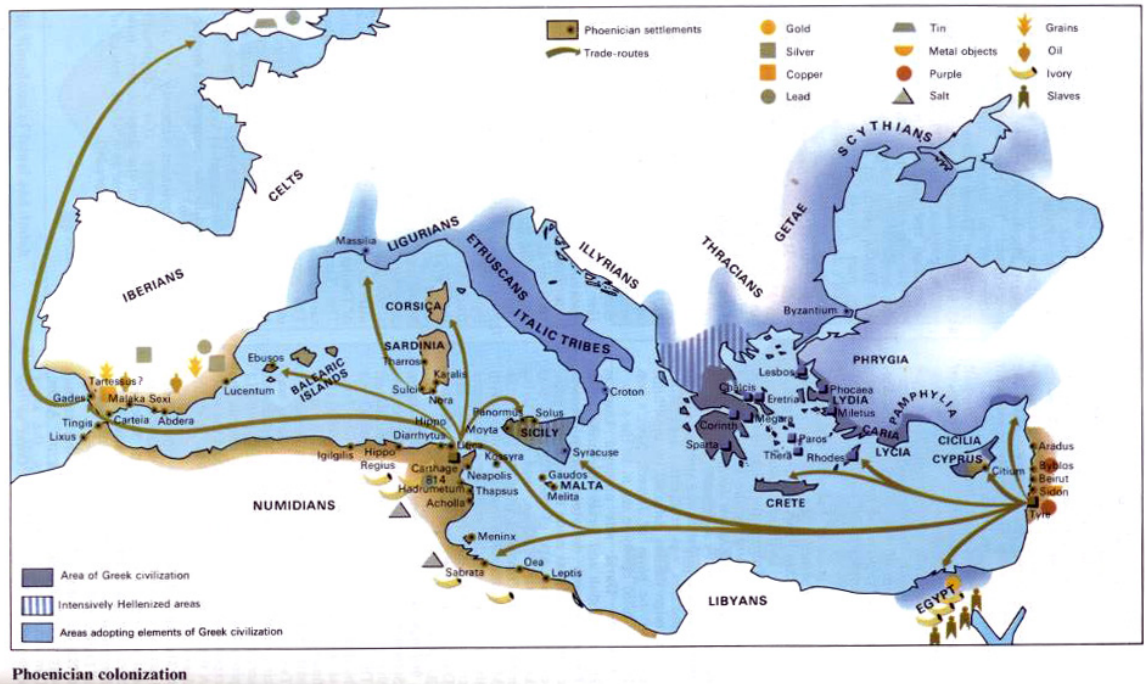 Phoenician settlements
Trade-routes
Gold
Silver
Copper
Lead
Tin
Metal objects
Purple
Salt
Grains
Oil
Ivory
Slaves
SCYTHIANS
CELTS
GETAE
Massilia
LIGURIANS
ETRUSCANS
ILLYRIANS
THRACIANS
IBERIANS
ITALIC TRIBES
Byzantium
CORSICA
SARDINIA
Tharros
Karalis
Sulci
Nora
Ebusos
BALEARIC
ISLANDS
Lucentum
Tartessus?
Gades
Malaka
Sexi
Carteia
Abdera
Tingis
Lixus
Croton
PHRYGIA
Lesbos
Phocaea
LYDIA
Miletus
PAMPHYLIA
CARIA
LYCIA
CICILIA
CYPRUS
Citium
Aradus
Byblos
Beirut
Sidon
Tyre
Chalcis
Eretria
Megara
Corinth
Sparta
Paros
Thera
Rhodes
CRETE
Panormus
Solus
Moyta
SICILY
Syracuse
Hippo
Diarrhytus
Utica
Igilgilis
Hippo
Regius
Carthage
814
Kossyra
Neapolis
Hadrumetum
Thapsus
Acholla
Gaudos
MALTA
Melita
NUMIDIANS
Meninx
Sabrata
Oea
Leptis
LIBYANS
EGYPT
Area of Greek civilization
Intensively Hellenized areas
Areas adopting elements of Greek civilization
Phoenician colonization